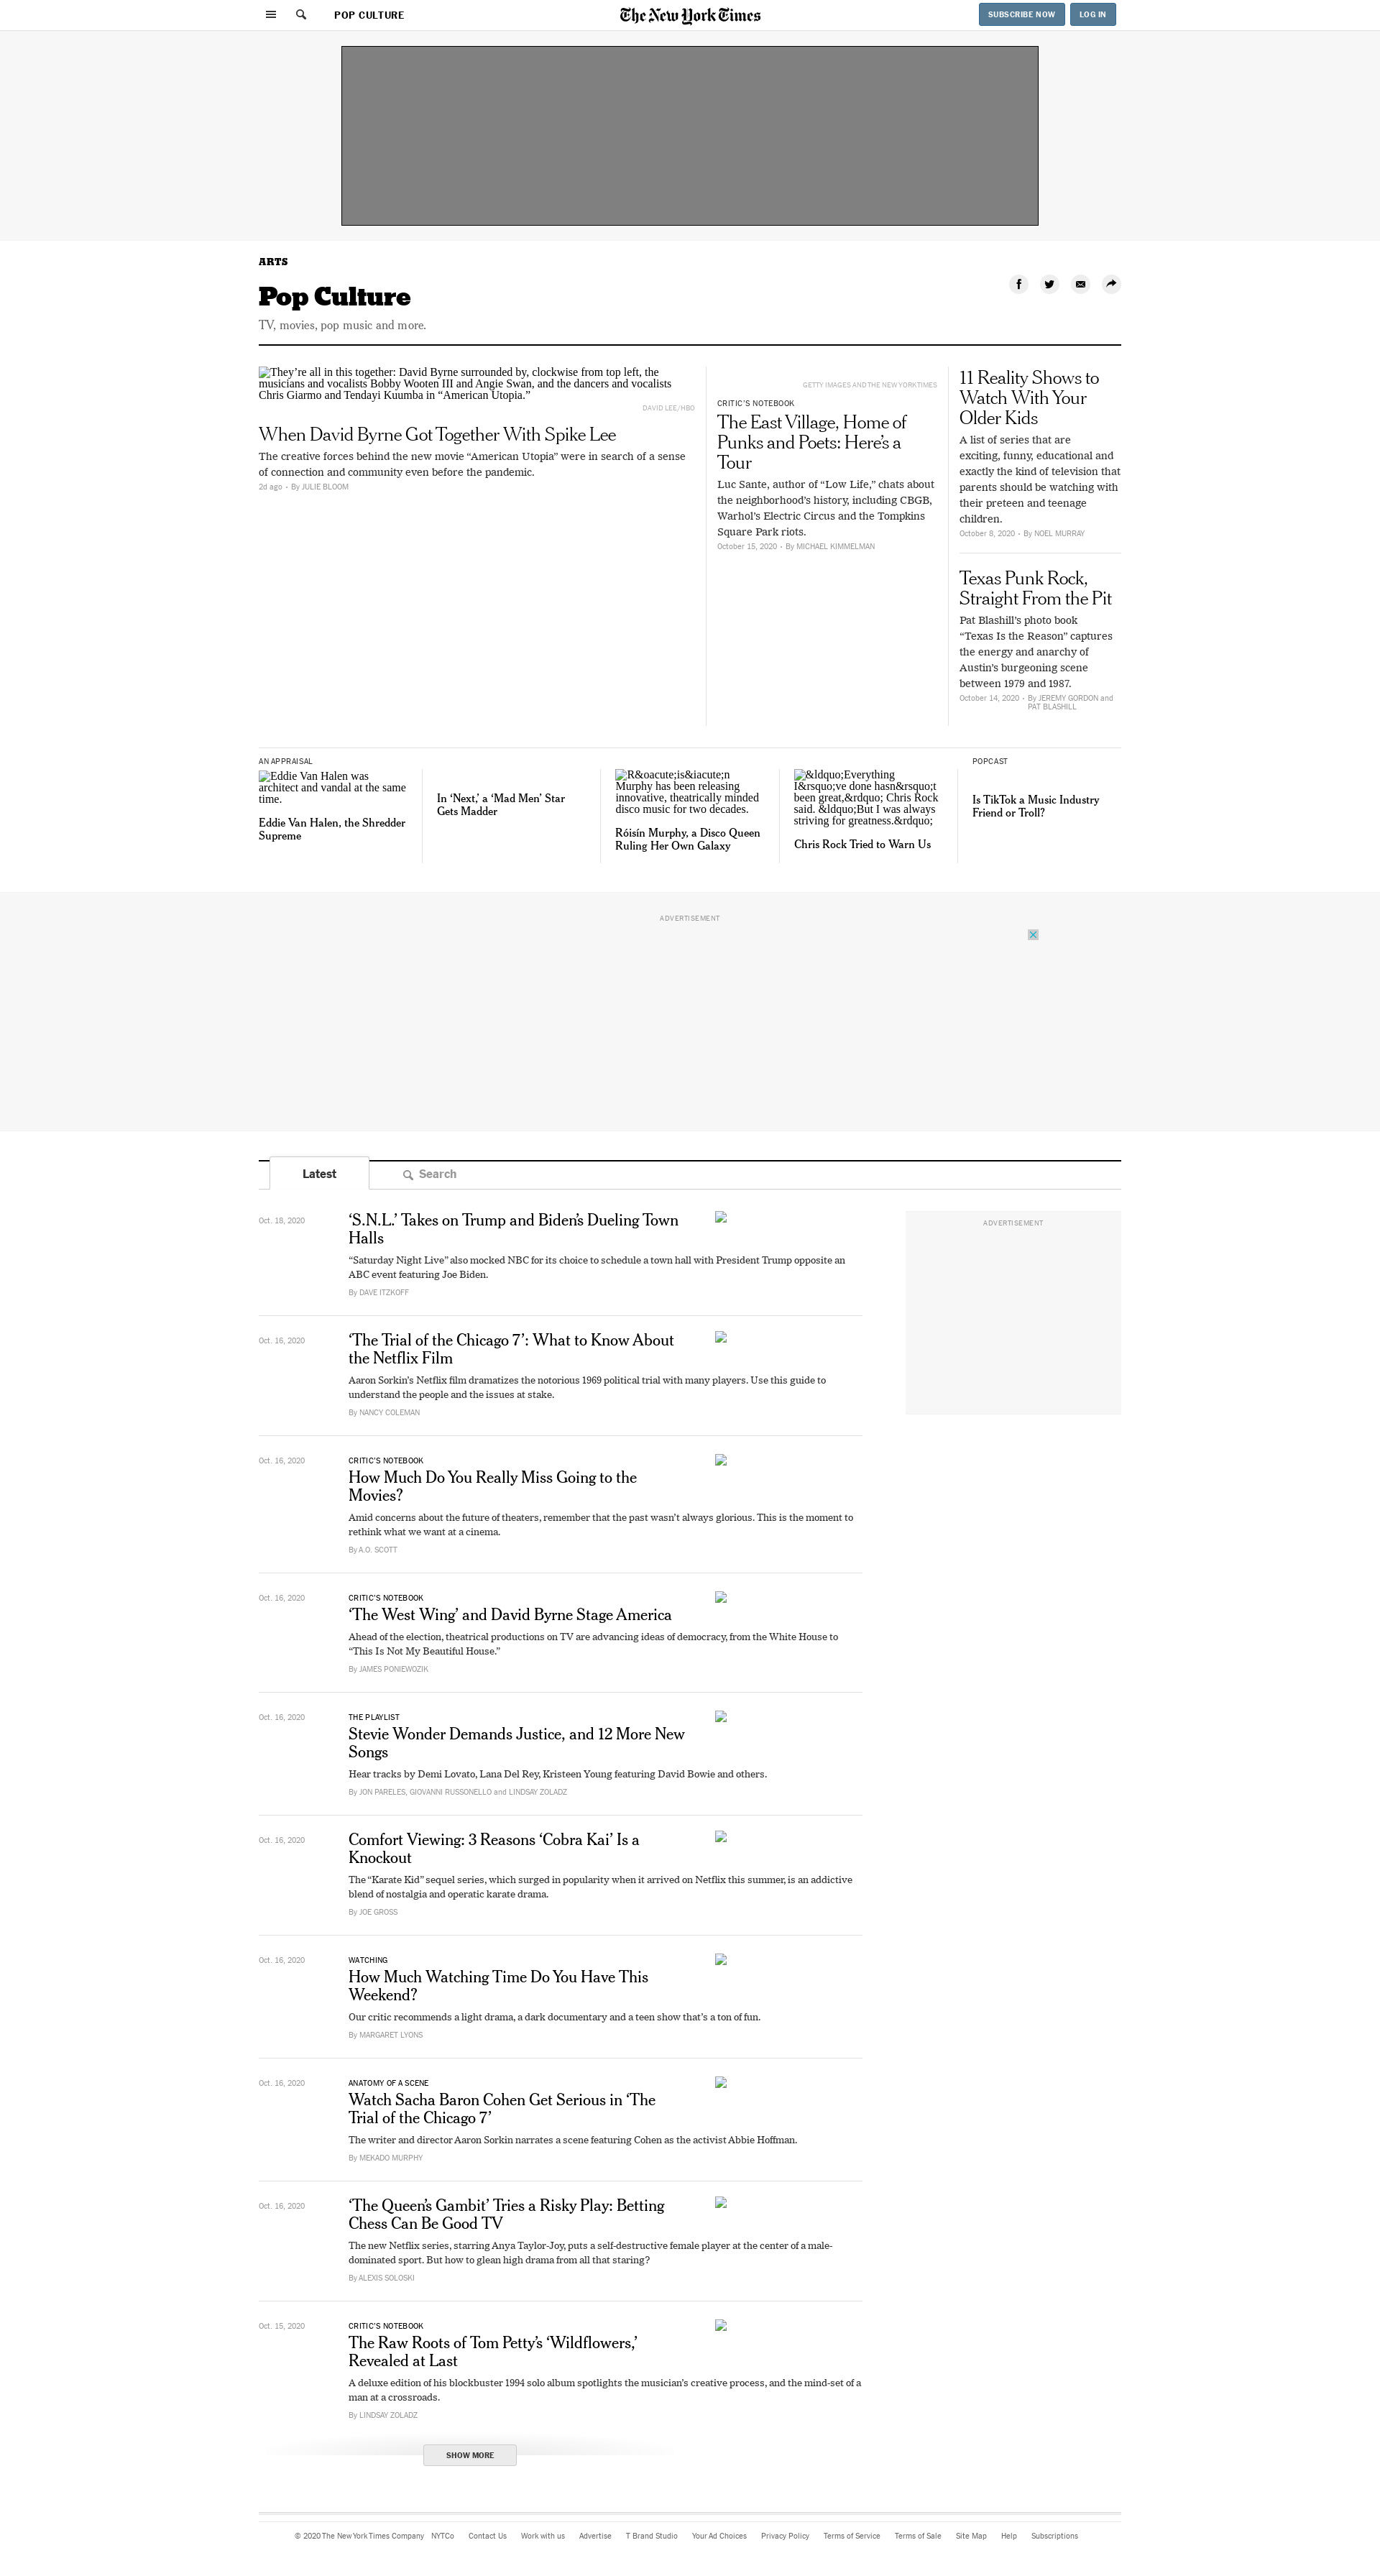 POP CULTURE
The New York Times
SUBSCRIBE NOW
LOG IN
ARTS
Pop Culture
TV, movies, pop music and more.
They’re all in this together: David Byrne surrounded by, clockwise from top left, the
musicians and vocalists Bobby Wooten III and Angie Swan, and the dancers and vocalists
Chris Giarmo and Tendayi Kuumba in “American Utopia.”
DAVID LEE/HBO
When David Byrne Got Together With Spike Lee
The creative forces behind the new movie “American Utopia” were in search of a sense
of connection and community even before the pandemic.
2d ago • By JULIE BLOOM
GETTY IMAGES AND THE NEW YORK TIMES
CRITIC’S NOTEBOOK
The East Village, Home of
Punks and Poets: Here’s a
Tour
Luc Sante, author of “Low Life,” chats about
the neighborhood’s history, including CBGB,
Warhol’s Electric Circus and the Tompkins
Square Park riots.
October 15, 2020 • By MICHAEL KIMMELMAN
11 Reality Shows to
Watch With Your
Older Kids
A list of series that are
exciting, funny, educational and
exactly the kind of television that
parents should be watching with
their preteen and teenage
children.
October 8, 2020 • By NOEL MURRAY
Texas Punk Rock,
Straight From the Pit
Pat Blashill’s photo book
“Texas Is the Reason” captures
the energy and anarchy of
Austin’s burgeoning scene
between 1979 and 1987.
October 14, 2020 • By JEREMY GORDON and
PAT BLASHILL
AN APPRAISAL
Eddie Van Halen was
architect and vandal at the same
time.
Eddie Van Halen, the Shredder
Supreme
In ‘Next,’ a ‘Mad Men’ Star
Gets Madder
R&oacute;is&iacute;n
Murphy has been releasing
innovative, theatrically minded
disco music for two decades.
Róisín Murphy, a Disco Queen
Ruling Her Own Galaxy
&ldquo;Everything
I&rsquo;ve done hasn&rsquo;t
been great,&rdquo; Chris Rock
said. &ldquo;But I was always
striving for greatness.&rdquo;
Chris Rock Tried to Warn Us
POPCAST
Is TikTok a Music Industry
Friend or Troll?
ADVERTISEMENT
Latest
Search
Oct. 18, 2020
‘S.N.L.’ Takes on Trump and Biden’s Dueling Town
Halls
“Saturday Night Live” also mocked NBC for its choice to schedule a town hall with President Trump opposite an
ABC event featuring Joe Biden.
By DAVE ITZKOFF
ADVERTISEMENT
Oct. 16, 2020
‘The Trial of the Chicago 7’: What to Know About
the Netflix Film
Aaron Sorkin’s Netflix film dramatizes the notorious 1969 political trial with many players. Use this guide to
understand the people and the issues at stake.
By NANCY COLEMAN
Oct. 16, 2020
CRITIC’S NOTEBOOK
How Much Do You Really Miss Going to the
Movies?
Amid concerns about the future of theaters, remember that the past wasn’t always glorious. This is the moment to
rethink what we want at a cinema.
By A.O. SCOTT
Oct. 16, 2020
CRITIC’S NOTEBOOK
‘The West Wing’ and David Byrne Stage America
Ahead of the election, theatrical productions on TV are advancing ideas of democracy, from the White House to
“This Is Not My Beautiful House.”
By JAMES PONIEWOZIK
Oct. 16, 2020
THE PLAYLIST
Stevie Wonder Demands Justice, and 12 More New
Songs
Hear tracks by Demi Lovato, Lana Del Rey, Kristeen Young featuring David Bowie and others.
By JON PARELES, GIOVANNI RUSSONELLO and LINDSAY ZOLADZ
Oct. 16, 2020
Comfort Viewing: 3 Reasons ‘Cobra Kai’ Is a
Knockout
The “Karate Kid” sequel series, which surged in popularity when it arrived on Netflix this summer, is an addictive
blend of nostalgia and operatic karate drama.
By JOE GROSS
Oct. 16, 2020
WATCHING
How Much Watching Time Do You Have This
Weekend?
Our critic recommends a light drama, a dark documentary and a teen show that’s a ton of fun.
By MARGARET LYONS
Oct. 16, 2020
ANATOMY OF A SCENE
Watch Sacha Baron Cohen Get Serious in ‘The
Trial of the Chicago 7’
The writer and director Aaron Sorkin narrates a scene featuring Cohen as the activist Abbie Hoffman.
By MEKADO MURPHY
Oct. 16, 2020
‘The Queen’s Gambit’ Tries a Risky Play: Betting
Chess Can Be Good TV
The new Netflix series, starring Anya Taylor-Joy, puts a self-destructive female player at the center of a male-
dominated sport. But how to glean high drama from all that staring?
By ALEXIS SOLOSKI
Oct. 15, 2020
CRITIC’S NOTEBOOK
The Raw Roots of Tom Petty’s ‘Wildflowers,’
Revealed at Last
A deluxe edition of his blockbuster 1994 solo album spotlights the musician’s creative process, and the mind-set of a
man at a crossroads.
By LINDSAY ZOLADZ
SHOW MORE
© 2020 The New York Times Company NYTCo Contact Us Work with us Advertise T Brand Studio Your Ad Choices Privacy Policy Terms of Service Terms of Sale Site Map Help Subscriptions